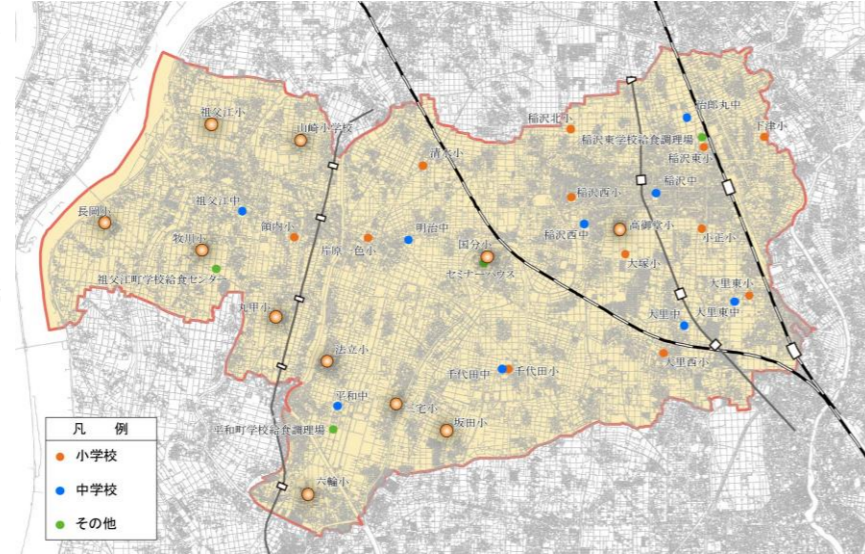 祖父江小
山崎小学校
稲沢北小
治郎丸中
下津小
稲沢東学校給食調理場
稲沢東小
清水小
稲沢西小
稲沢中
長岡小
祖父江中
領内小
片原一色小
明治中
国分小
稲沢西中
高御堂小
小正小
牧川小
セミナーハウス
大塚小
祖父江町学校給食センター
丸甲小
大里東小
大里中
大里東中
法立小
大里西小
千代田中
千代田小
平和中
三宅小
平和町学校給食調理場
坂田小
六輪小
凡 例
小学校
中学校
その他